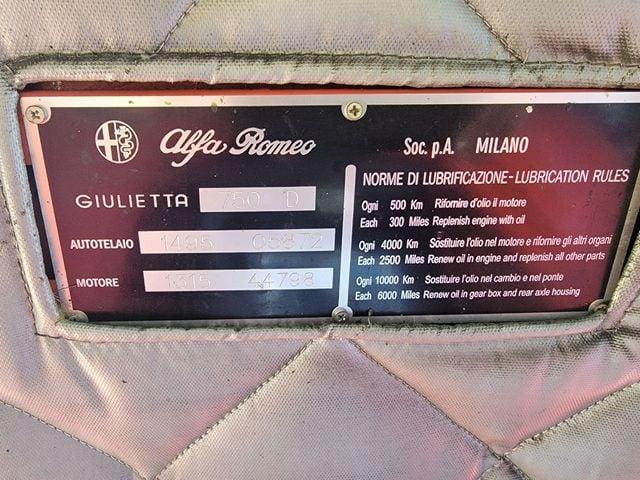 Alfa Romeo
GIULIETTA 750 D
AUTOTELAIO 1495 05872
MOTORE 1315 44798
Soc. p.A. MILANO
NORME DI LUBRIFICAZIONE-LUBRICATION RULES
Ogni 500 Km Rifornire d'olio il motore
Each 300 Miles Replenish engine with oil
Ogni 4000 Km Sostituire l'olio nel motore e rifornire gli altri organi
Each 2500 Miles Renew oil in engine and replenish all other parts
Ogni 10000 Km Sostituire l'olio nel cambio e nel ponte
Each 6000 Miles Renew oil in gear box and rear axle housing